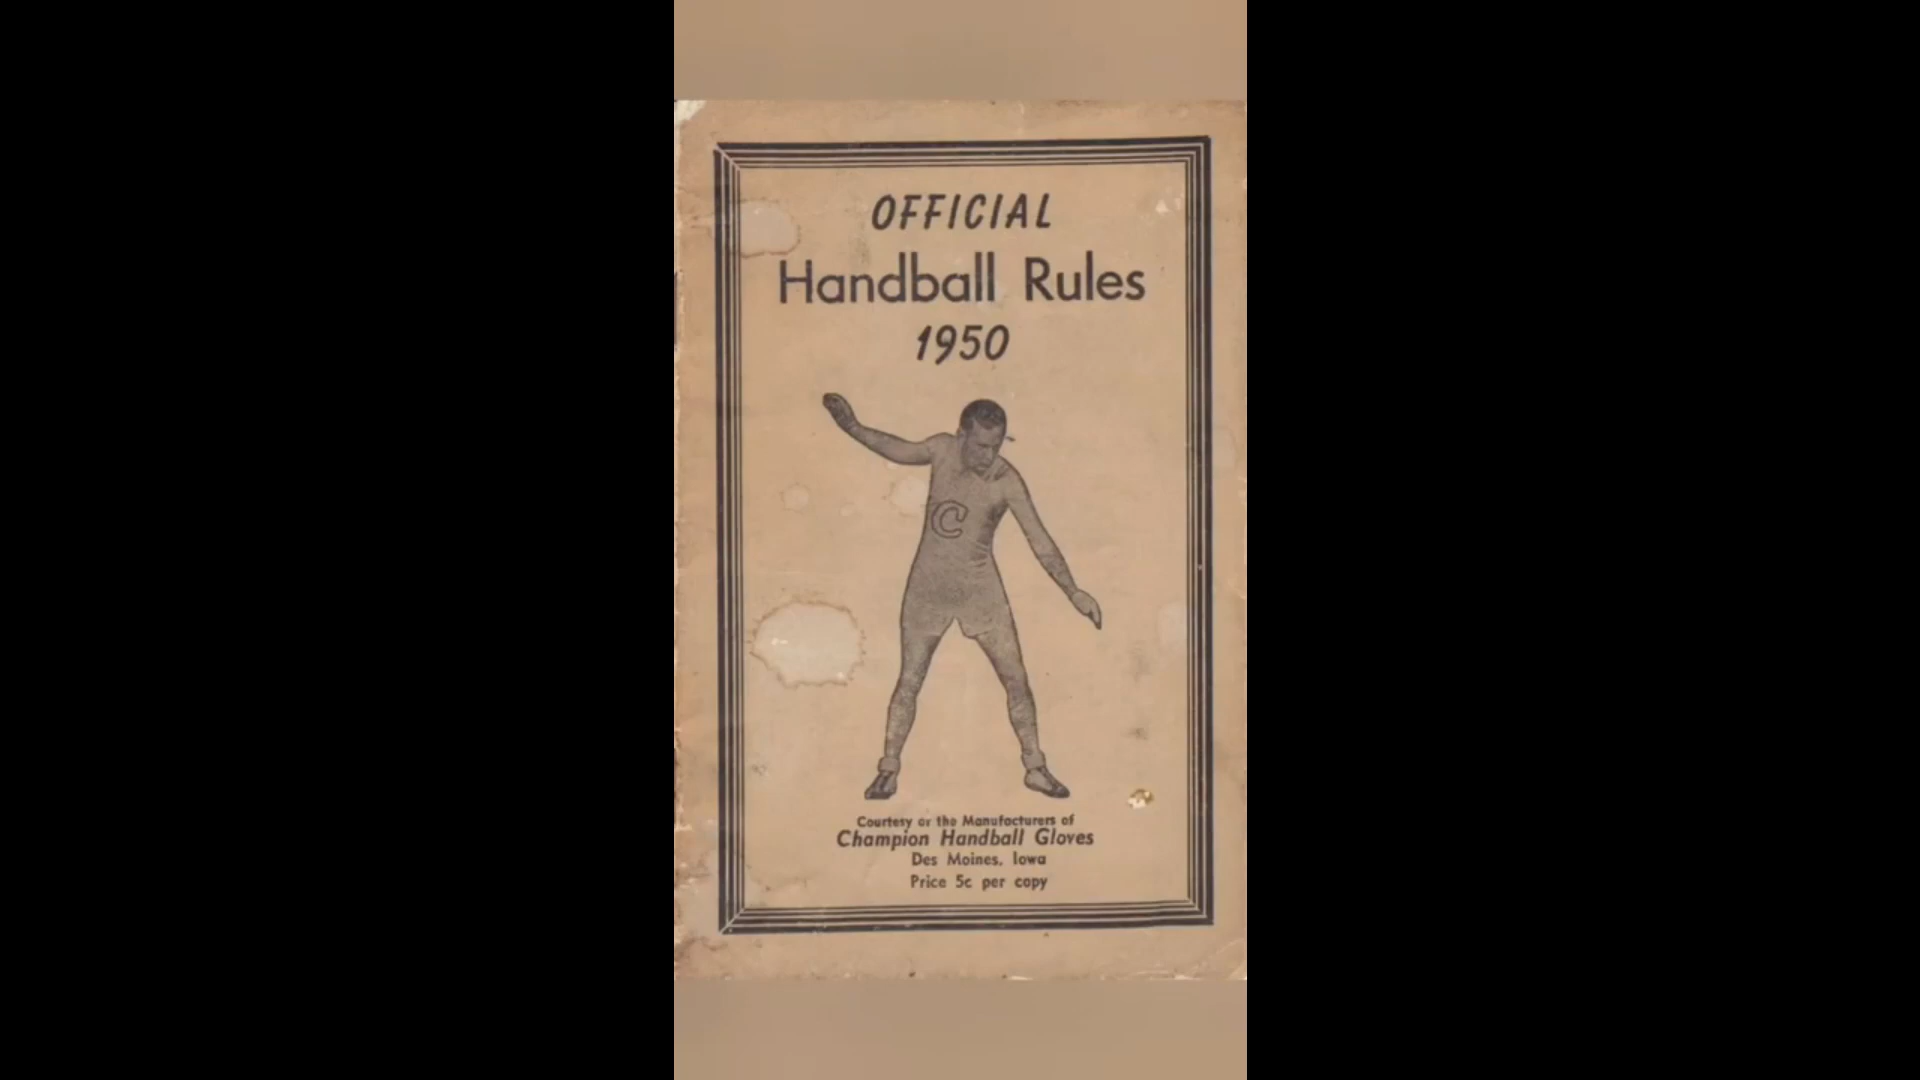 OFFICIAL
Handball Rules
1950
C
Courtesy or the Manufacturers of
Champion Handball Gloves
Des Moines, Iowa
Price 5c per copy